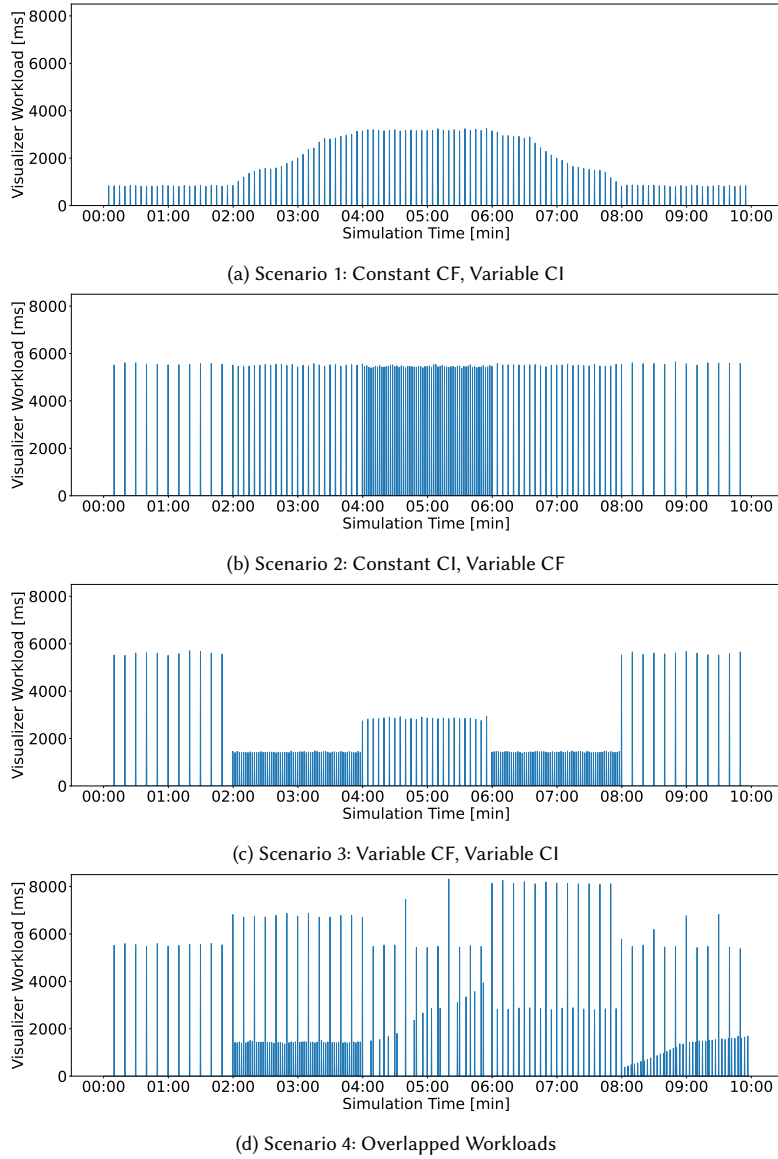 8000
6000
4000
2000
0
Visualizer Workload [ms]
00:00 01:00 02:00 03:00 04:00 05:00 06:00 07:00 08:00 09:00 10:00
Simulation Time [min]
(a) Scenario 1: Constant CF, Variable CI
8000
6000
4000
2000
0
Visualizer Workload [ms]
00:00 01:00 02:00 03:00 04:00 05:00 06:00 07:00 08:00 09:00 10:00
Simulation Time [min]
(b) Scenario 2: Constant CI, Variable CF
8000
6000
4000
2000
0
Visualizer Workload [ms]
00:00 01:00 02:00 03:00 04:00 05:00 06:00 07:00 08:00 09:00 10:00
Simulation Time [min]
(c) Scenario 3: Variable CF, Variable CI
8000
6000
4000
2000
0
Visualizer Workload [ms]
00:00 01:00 02:00 03:00 04:00 05:00 06:00 07:00 08:00 09:00 10:00
Simulation Time [min]
(d) Scenario 4: Overlapped Workloads